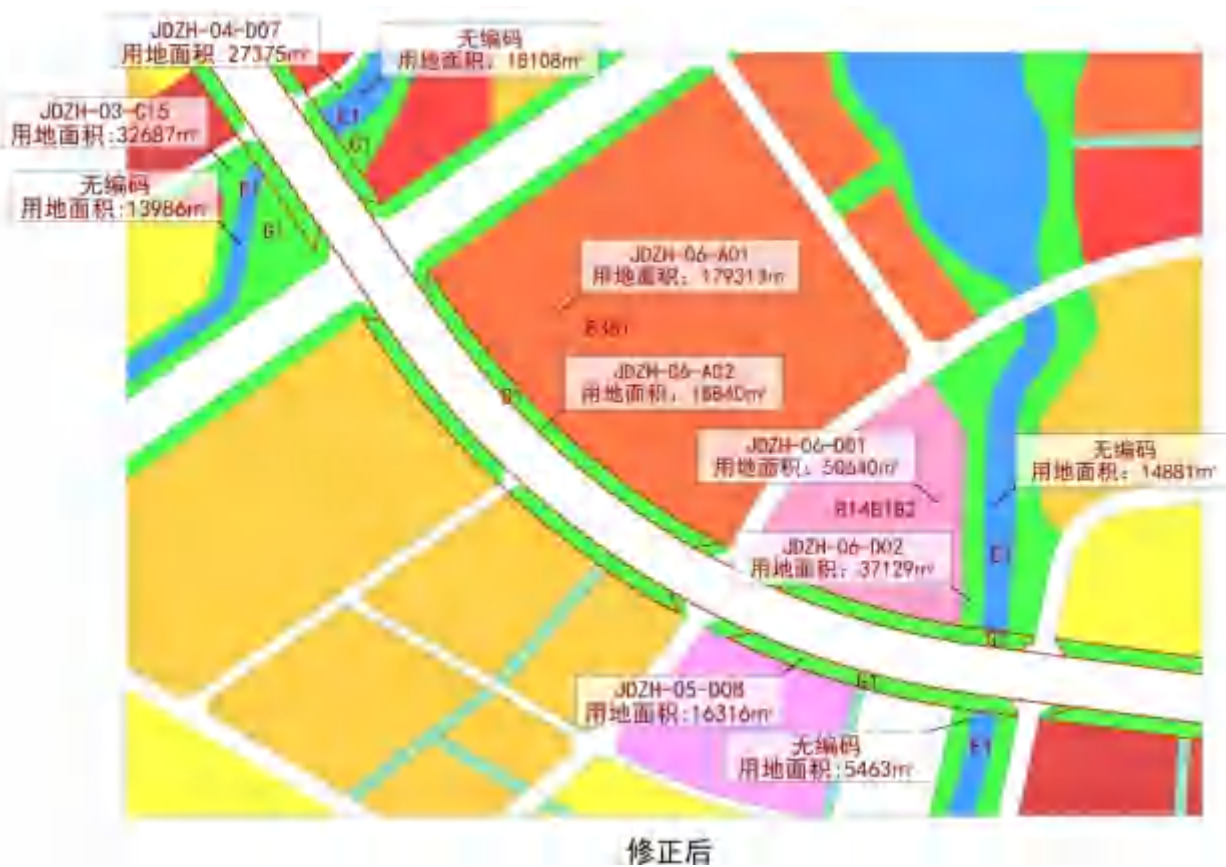 JDZH-04-D07
用地面积 27375㎡
无编码
用地面积：18108㎡
JDZH-03-C15
用地面积:32687㎡
无编码
用地面积:13986㎡
E1
G1
E1
G1
JDZH-06-A01
用地面积：179313㎡
B3B1
JDZH-06-A02
用地面积：18840㎡
G1
JDZH-06-D01
用地面积：50640㎡
无编码
用地面积：14881㎡
B14B1B2
JDZH-06-D02
用地面积：37129㎡
E1
G1
JDZH-05-D08
用地面积:16316㎡
G1
无编码
用地面积:5463㎡
E1
修正后